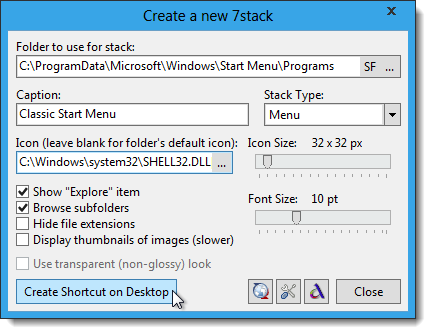 Create a new 7stack
Folder to use for stack:
C:\ProgramData\Microsoft\Windows\Start Menu\Programs
SF ...
Caption:
Stack Type:
Classic Start Menu
Menu
Icon (leave blank for folder's default icon):
Icon Size: 32 x 32 px
C:\Windows\system32\SHELL32.DLL
...
Show "Explore" item
Browse subfolders
Font Size: 10 pt
Hide file extensions
Display thumbnails of images (slower)
Use transparent (non-glossy) look
Create Shortcut on Desktop
Close